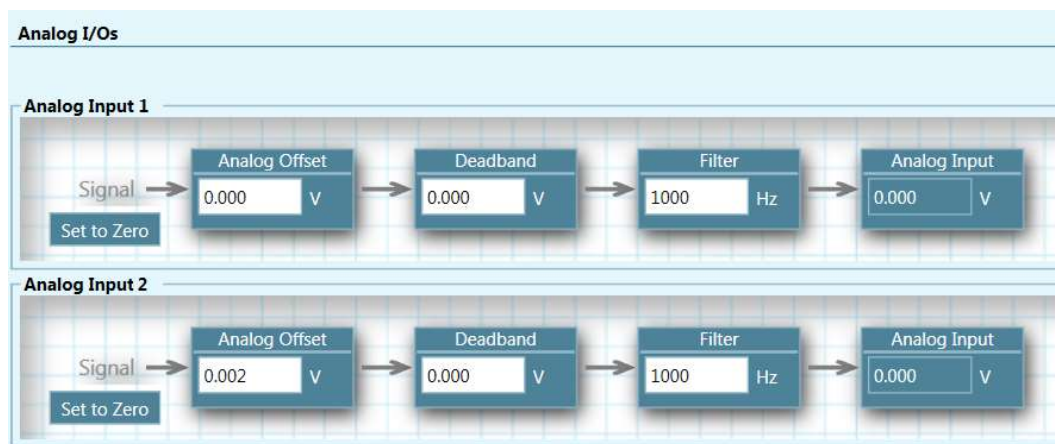 Analog I/Os
Analog Input 1
Analog Offset Deadband Filter Analog Input
Signal 0.000 V 0.000 V 1000 Hz 0.000 V
Set to Zero
Analog Input 2
Analog Offset Deadband Filter Analog Input
Signal 0.002 V 0.000 V 1000 Hz 0.000 V
Set to Zero